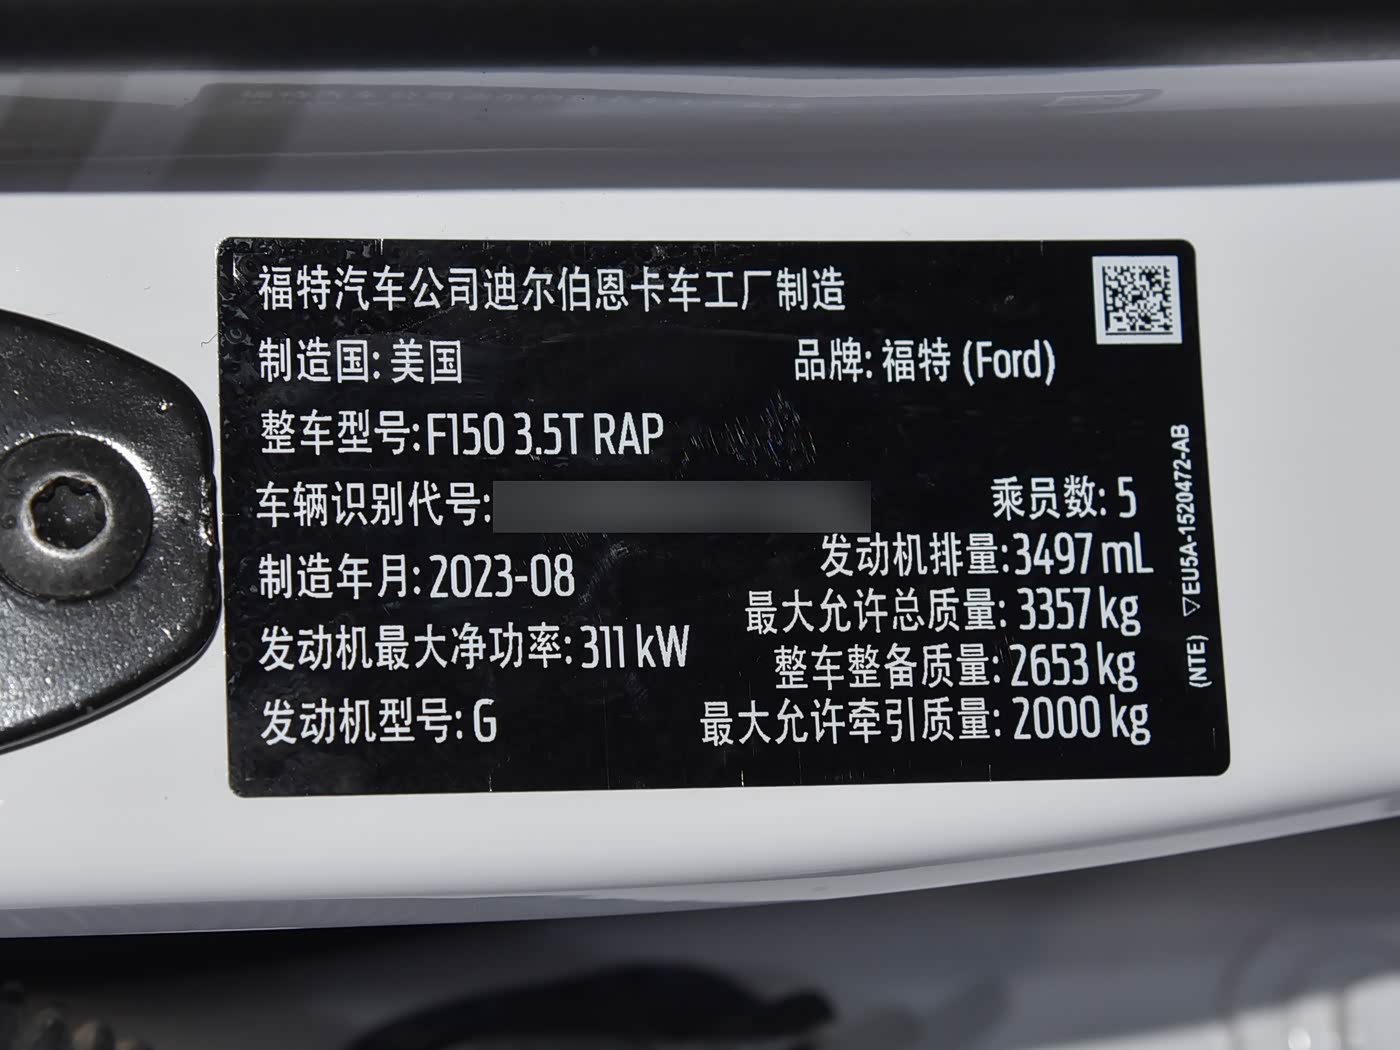 福特汽车公司迪尔伯恩卡车工厂制造
制造国: 美国
品牌: 福特 (Ford)
整车型号: F150 3.5T RAP
车辆识别代号:
乘员数: 5
制造年月: 2023-08
发动机排量: 3497 mL
最大允许总质量: 3357 kg
发动机最大净功率: 311 kW
整车整备质量: 2653 kg
发动机型号: G
最大允许牵引质量: 2000 kg
(NTE) ▽EU5A-1520472-AB